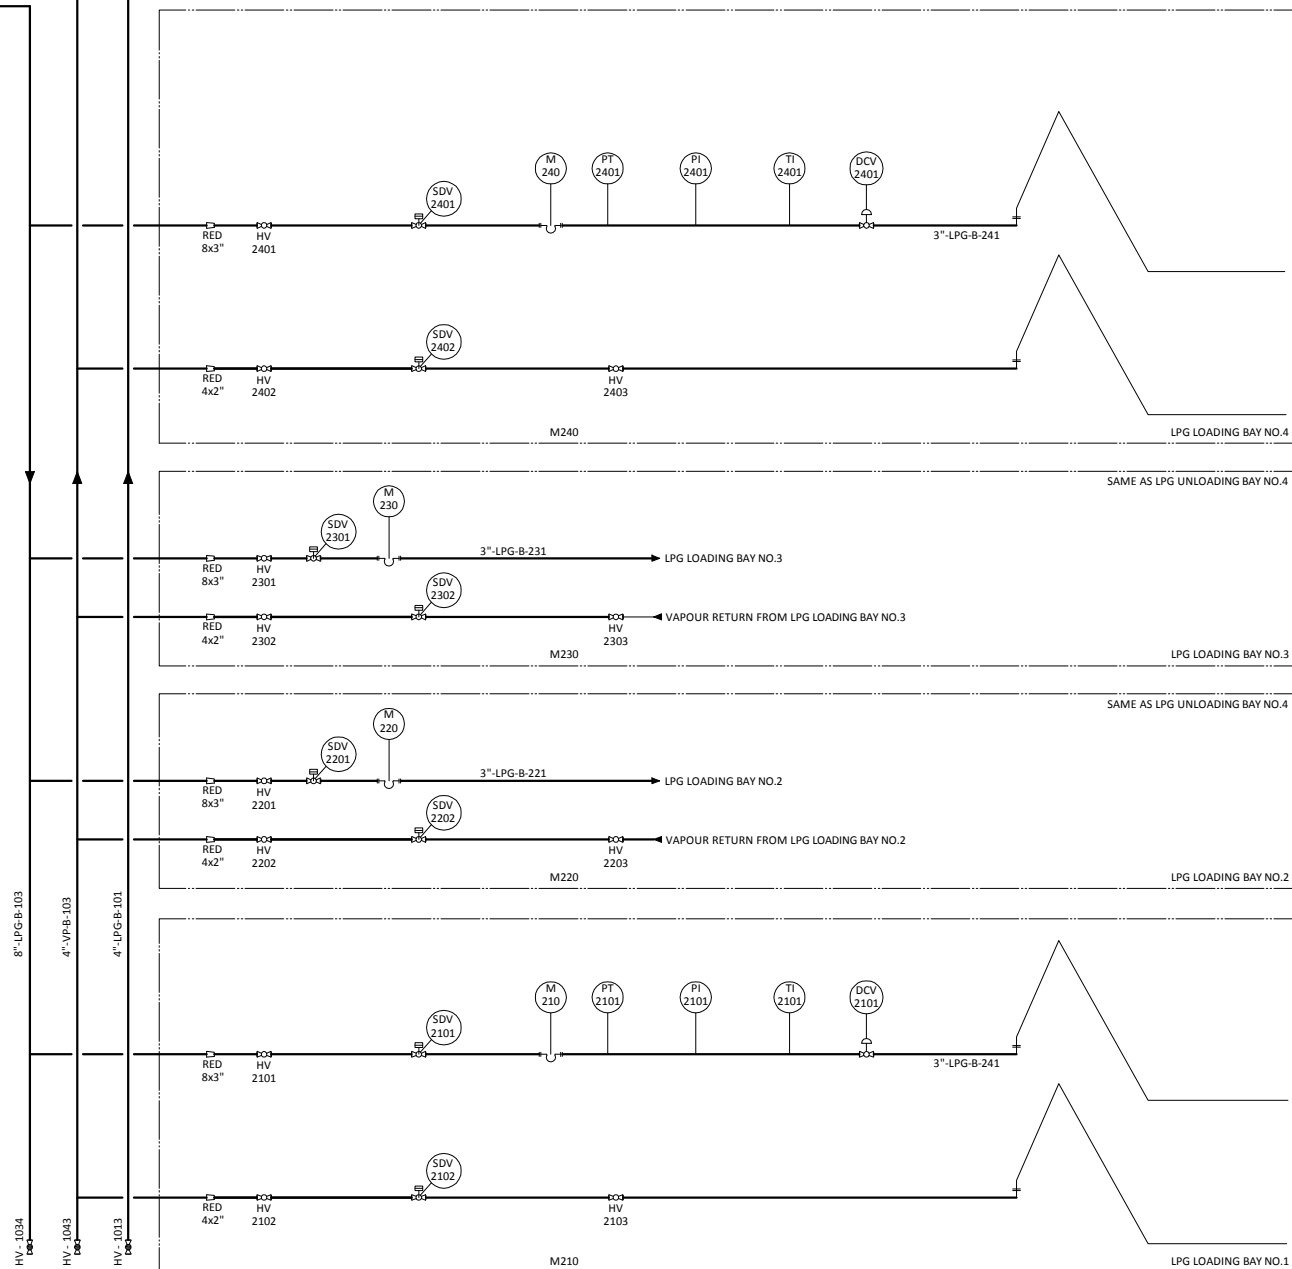 M
240
PT
2401
PI
2401
TI
2401
DCV
2401
SDV
2401
RED
8x3"
HV
2401
3"-LPG-B-241
SDV
2402
RED
4x2"
HV
2402
HV
2403
M240
LPG LOADING BAY NO.4
SAME AS LPG UNLOADING BAY NO.4
M
230
SDV
2301
3"-LPG-B-231
LPG LOADING BAY NO.3
RED
8x3"
HV
2301
SDV
2302
VAPOUR RETURN FROM LPG LOADING BAY NO.3
RED
4x2"
HV
2302
HV
2303
M230
LPG LOADING BAY NO.3
SAME AS LPG UNLOADING BAY NO.4
M
220
SDV
2201
3"-LPG-B-221
LPG LOADING BAY NO.2
RED
8x3"
HV
2201
SDV
2202
VAPOUR RETURN FROM LPG LOADING BAY NO.2
RED
4x2"
HV
2202
HV
2203
M220
LPG LOADING BAY NO.2
8"-LPG-B-103
4"-VP-B-103
4"-LPG-B-101
M
210
PT
2101
PI
2101
TI
2101
DCV
2101
SDV
2101
RED
8x3"
HV
2101
3"-LPG-B-241
SDV
2102
RED
4x2"
HV
2102
HV
2103
HV - 1034
HV - 1043
HV - 1013
M210
LPG LOADING BAY NO.1